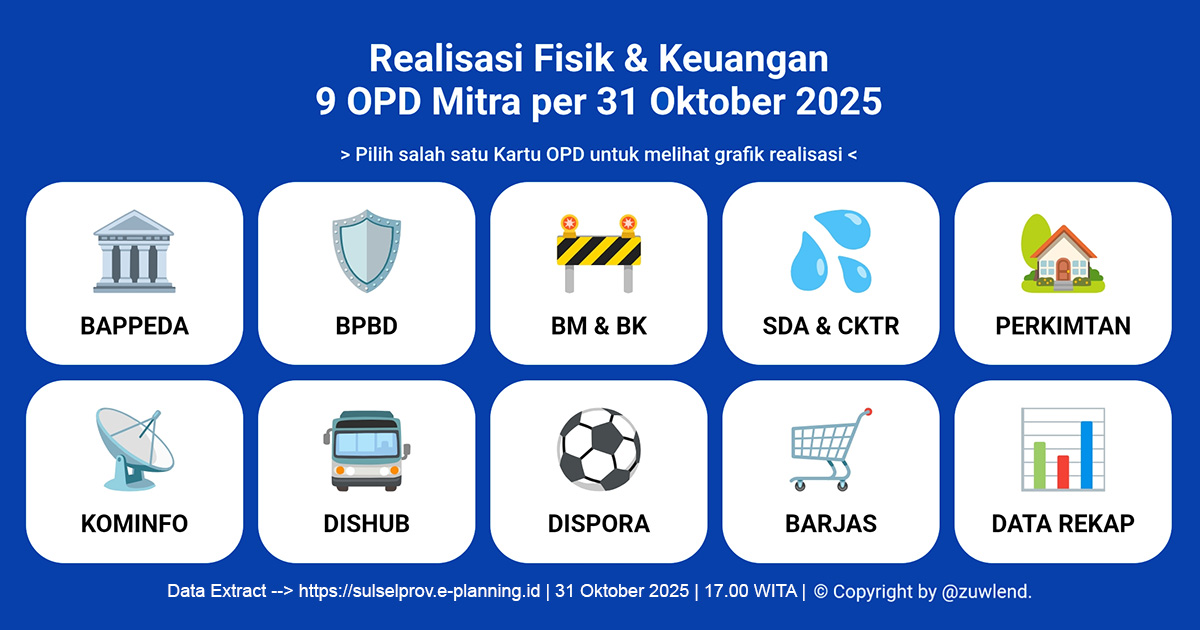 Realisasi Fisik & Keuangan
9 OPD Mitra per 31 Oktober 2025
> Pilih salah satu Kartu OPD untuk melihat grafik realisasi <
BAPPEDA
BPBD
BM & BK
SDA & CKTR
PERKIMTAN
KOMINFO
DISHUB
DISPORA
BARJAS
DATA REKAP
Data Extract --> https://sulselprov.e-planning.id | 31 Oktober 2025 | 17.00 WITA | © Copyright by @zuwlend.